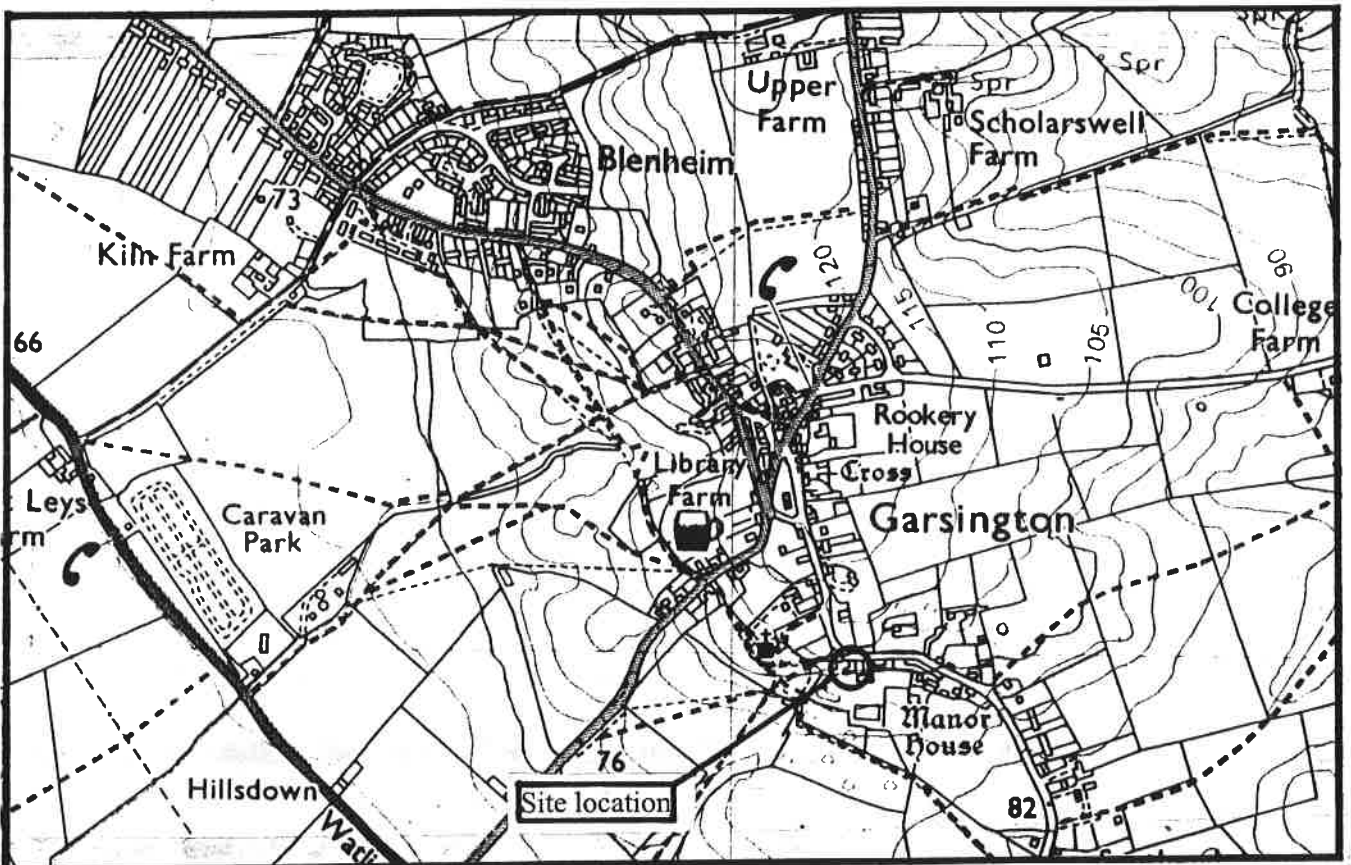 Spr
Upper
Farm
Spr
Scholarswell
Farm
Blenheim
73
Kiln Farm
120
115
110
105
100
90
College
Farm
66
Rookery
House
Cross
Library
Farm
Leys
rm
Caravan
Park
Garsington
Manor
House
76
Hillsdown
Site location
82